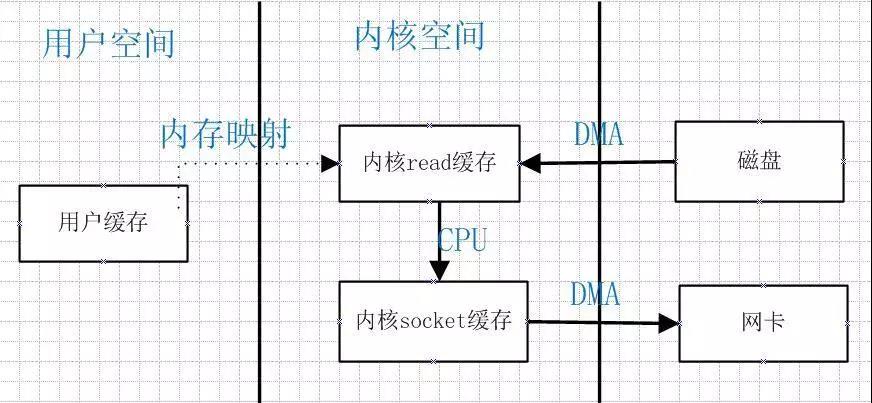 用户空间
内核空间
内存映射
DMA
内核read缓存
磁盘
用户缓存
CPU
DMA
内核socket缓存
网卡